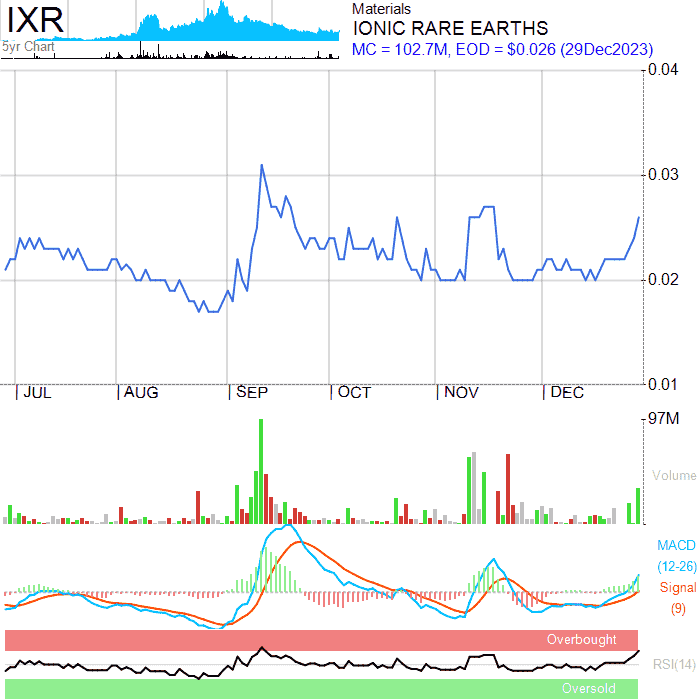 IXR
5yr Chart
Materials
IONIC RARE EARTHS
MC = 102.7M, EOD = $0.026 (29Dec2023)
0.04
0.03
0.02
0.01
JUL AUG SEP OCT NOV DEC
97M
Volume
MACD
(12-26)
Signal
(9)
Overbought
RSI(14)
Oversold